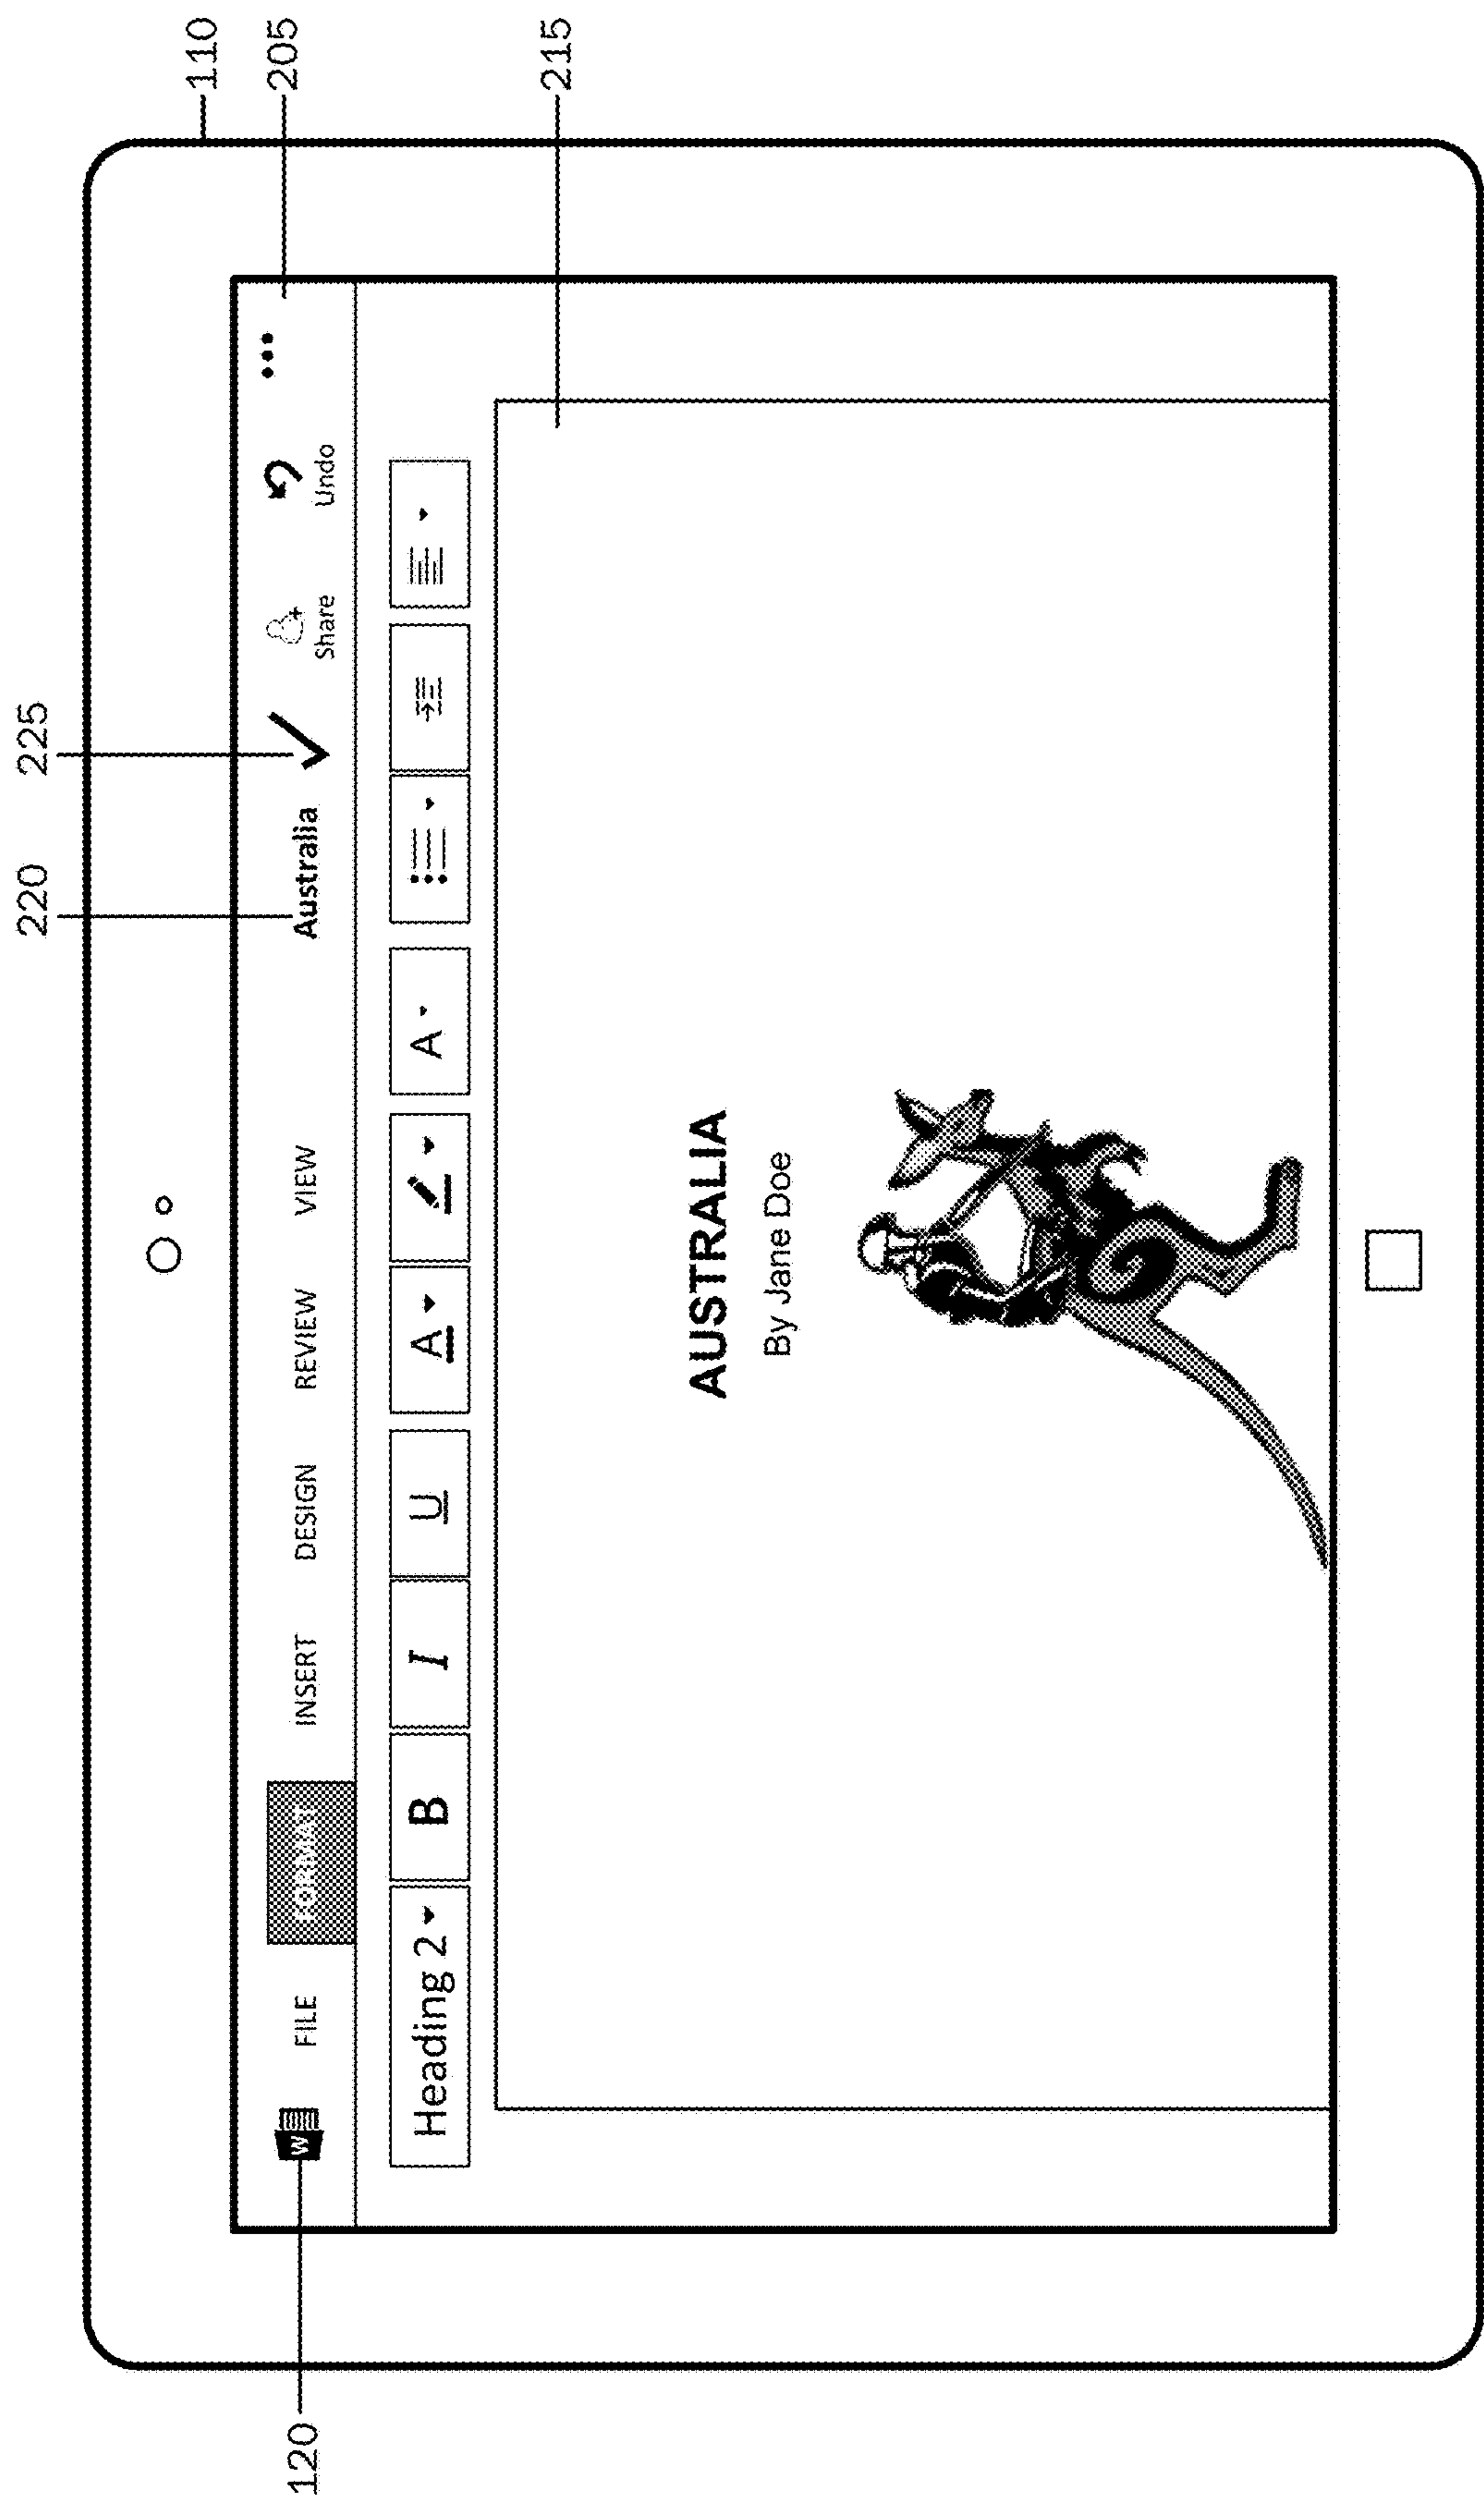 110
205
215
225
220
120
W FILE FORMAT INSERT DESIGN REVIEW VIEW Australia Share Undo
Heading 2 B I U A A
AUSTRALIA
By Jane Doe